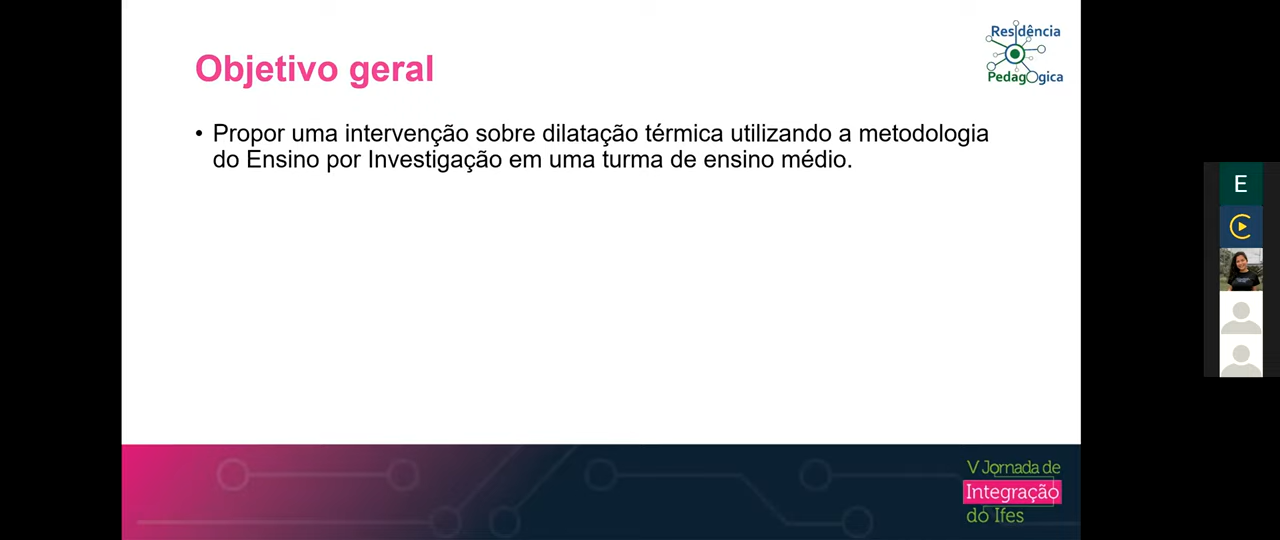 Objetivo geral
Residência
Pedagógica
• Propor uma intervenção sobre dilatação térmica utilizando a metodologia
do Ensino por Investigação em uma turma de ensino médio.
E
V Jornada de
Integração
do Ifes